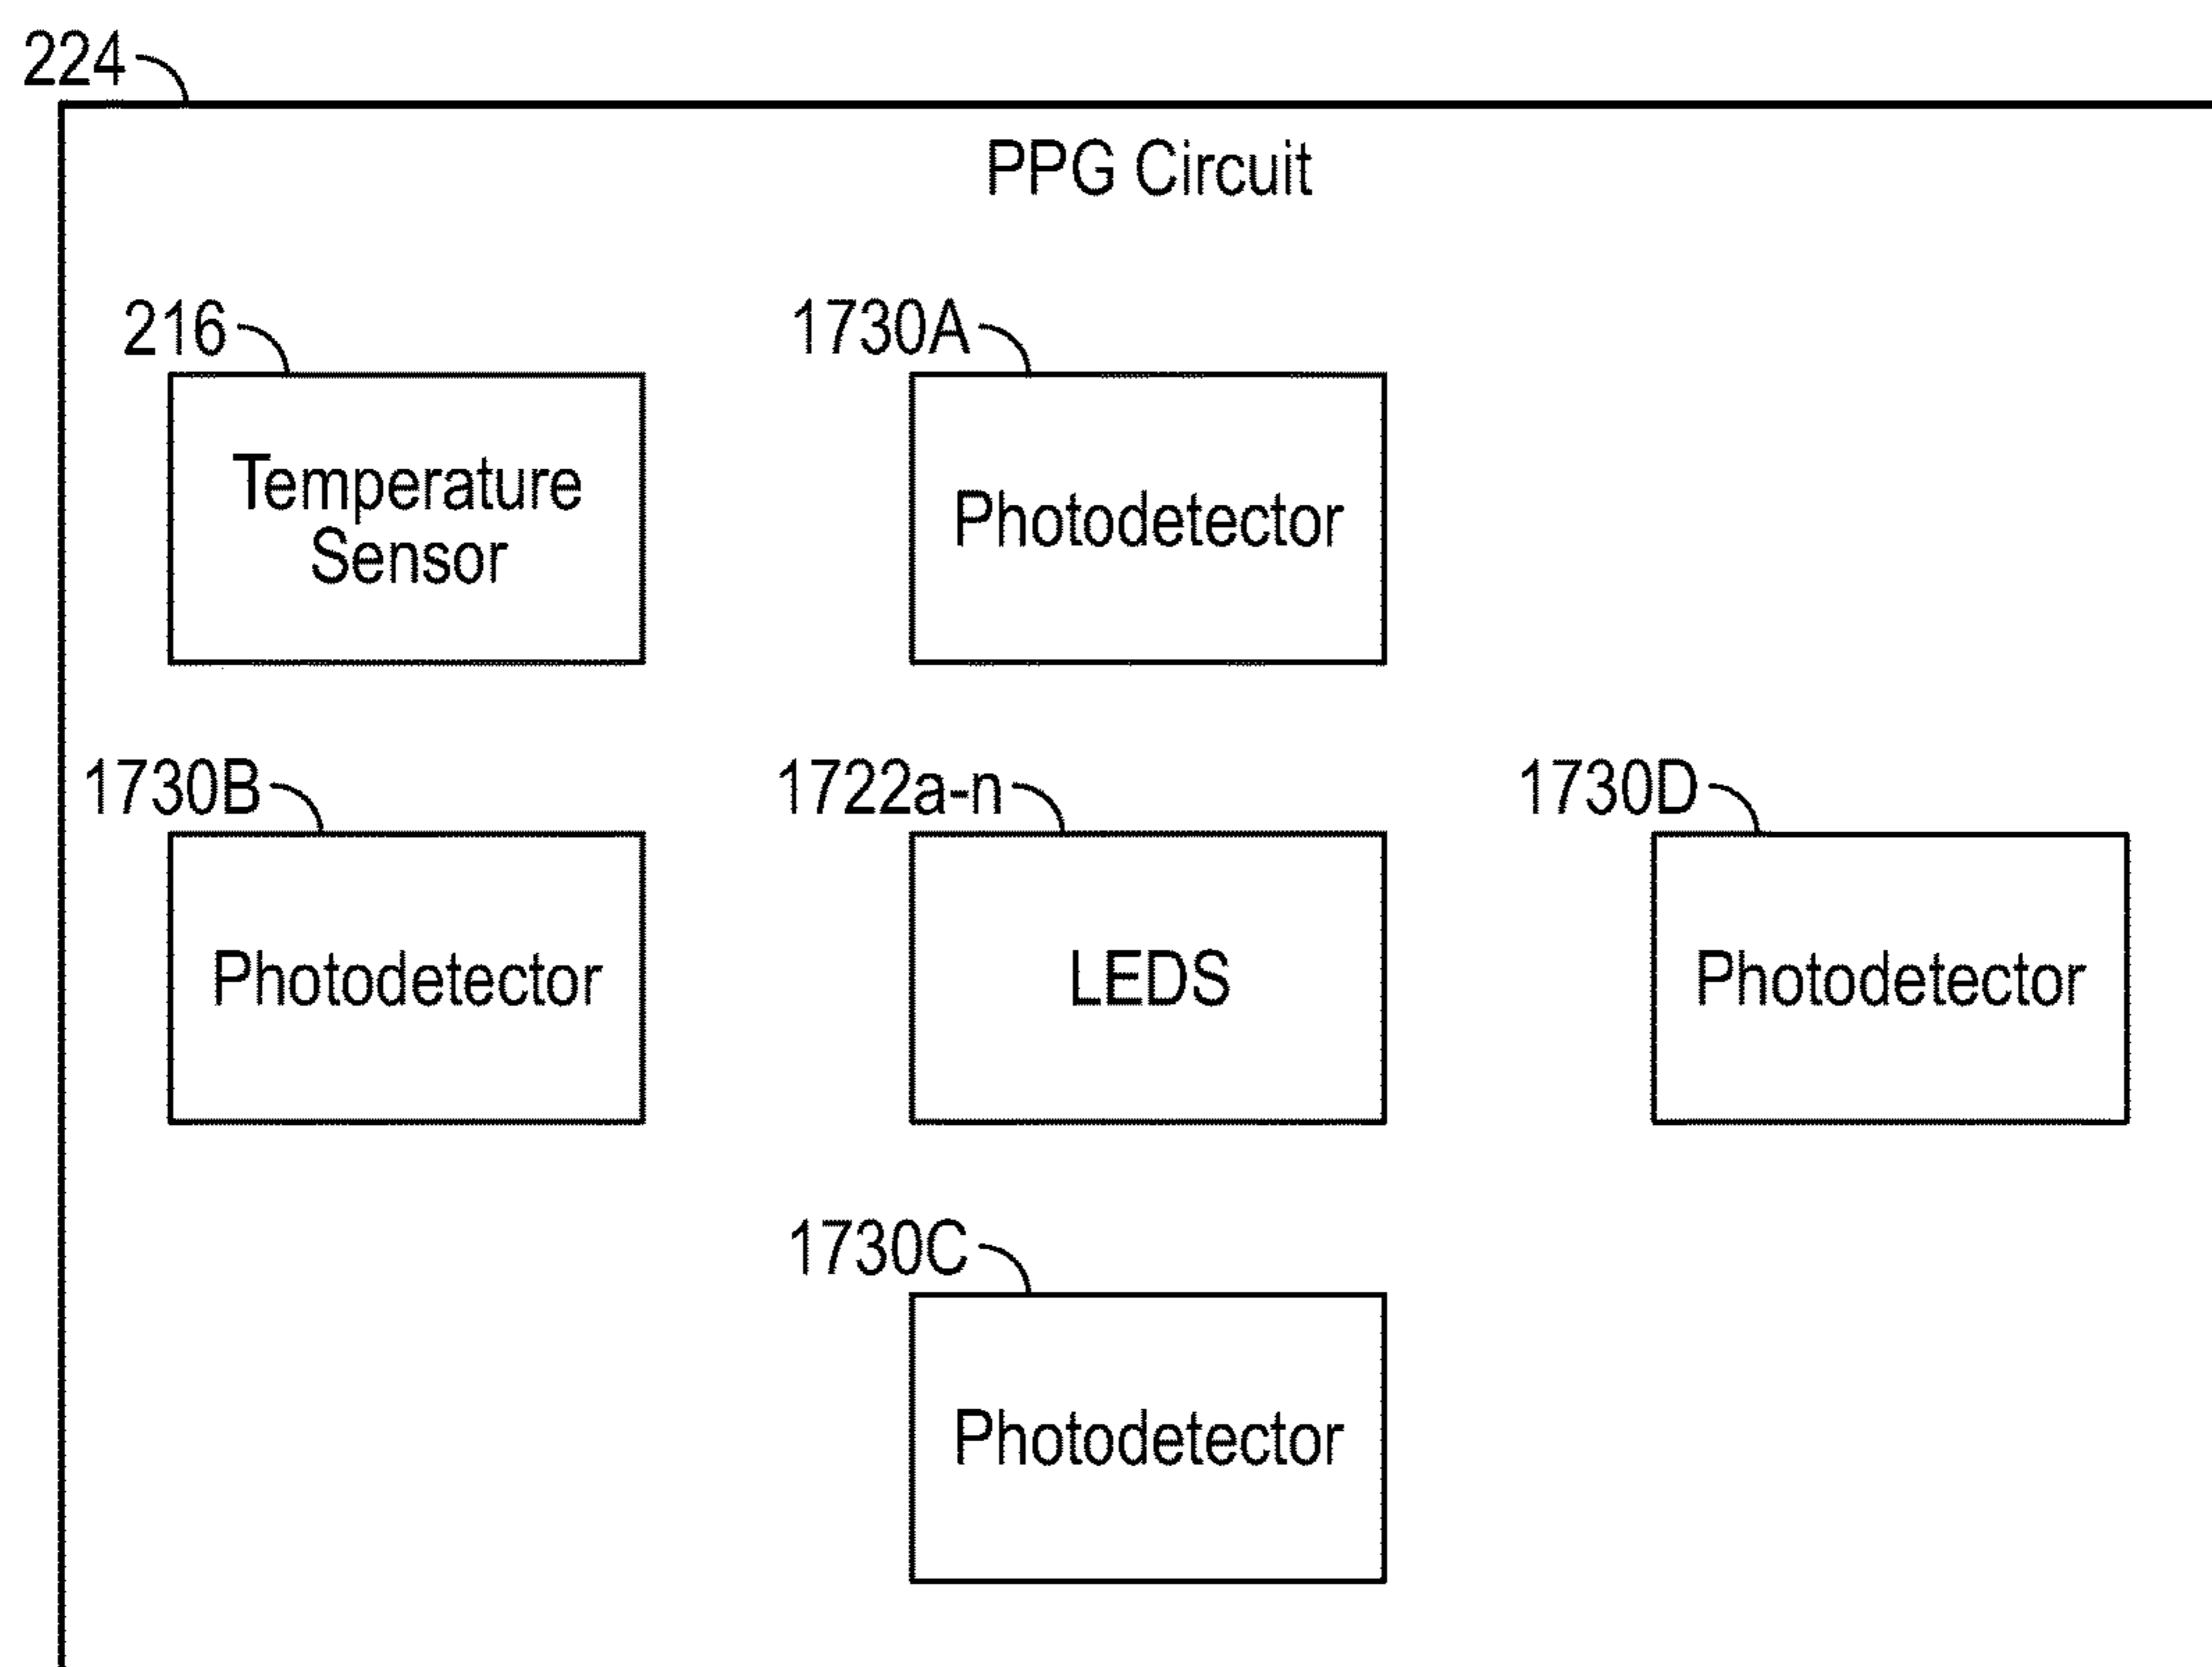 224
PPG Circuit
216
1730A
Temperature
Sensor
Photodetector
1730B
1722a-n
1730D
Photodetector
LEDS
Photodetector
1730C
Photodetector